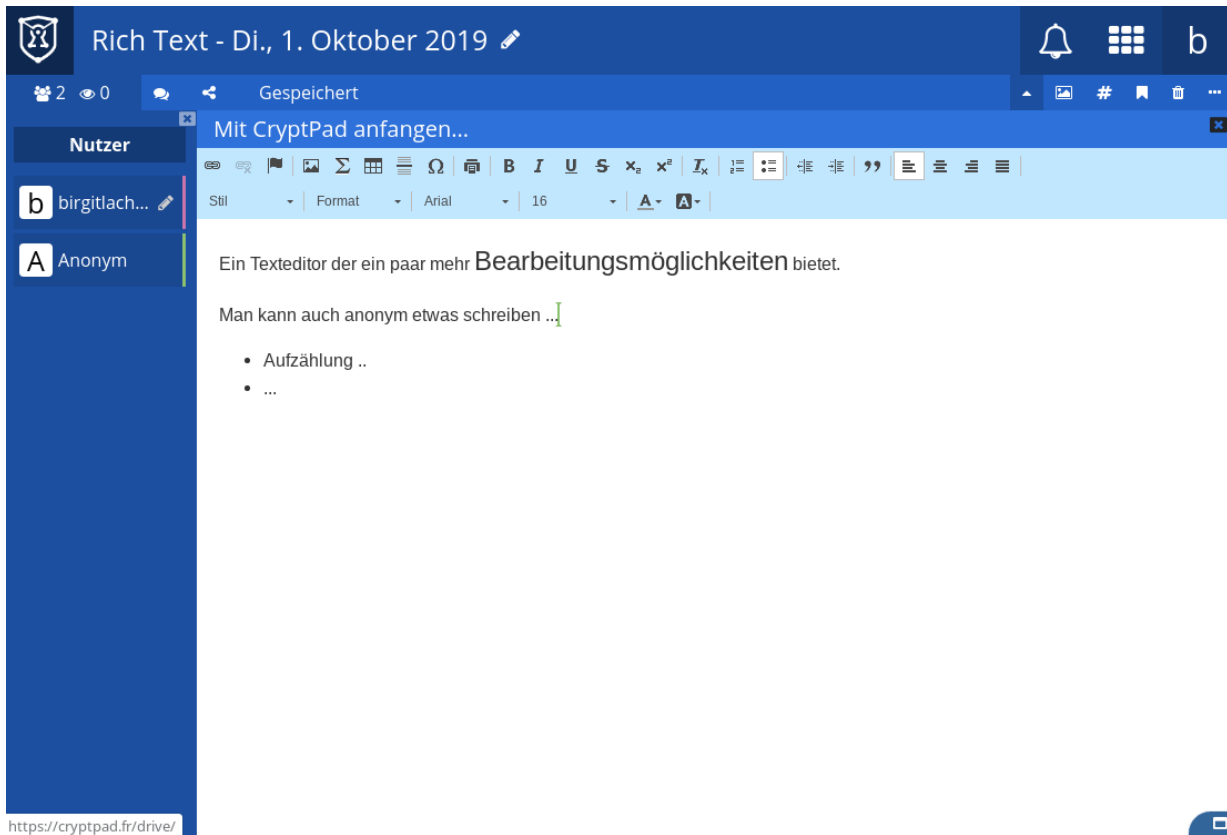 Rich Text - Di., 1. Oktober 2019
b
2 0 Gespeichert
Nutzer
Mit CryptPad anfangen...
b birgitlach...
A Anonym
Stil Format Arial 16 A A
Ein Texteditor der ein paar mehr Bearbeitungsmöglichkeiten bietet.
Man kann auch anonym etwas schreiben ...
• Aufzählung ..
• ...
https://cryptpad.fr/drive/